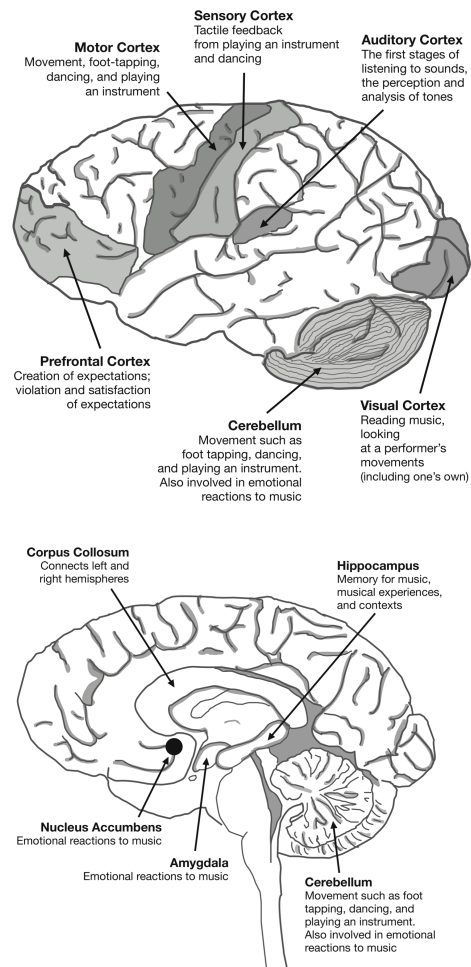 Sensory Cortex
Tactile feedback
from playing an instrument
and dancing
Motor Cortex
Movement, foot-tapping,
dancing, and playing
an instrument
Auditory Cortex
The first stages of
listening to sounds,
the perception and
analysis of tones
Prefrontal Cortex
Creation of expectations;
violation and satisfaction
of expectations
Cerebellum
Movement such as
foot tapping, dancing,
and playing an instrument.
Also involved in emotional
reactions to music
Visual Cortex
Reading music,
looking
at a performer's
movements
(including one's own)
Corpus Collosum
Connects left and
right hemispheres
Hippocampus
Memory for music,
musical experiences,
and contexts
Nucleus Accumbens
Emotional reactions to music
Amygdala
Emotional reactions to music
Cerebellum
Movement such as foot
tapping, dancing, and
playing an instrument.
Also involved in emotional
reactions to music